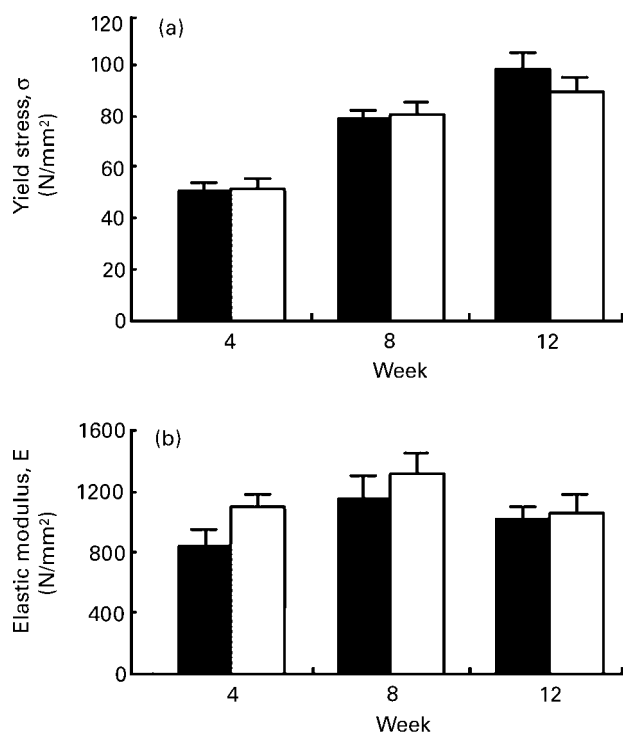 (a)
Yield stress, σ
(N/mm²)
120
100
80
60
40
20
0
4
8
12
Week
(b)
Elastic modulus, E
(N/mm²)
1600
1200
800
400
0
4
8
12
Week